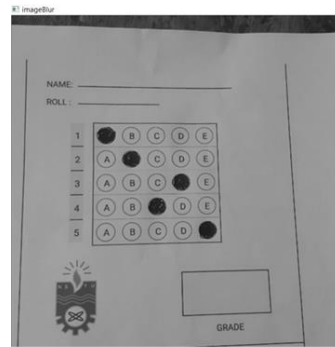 imageBlur
NAME:
ROLL :
1 B C D E
2 A C D E
3 A B C E
4 A B D E
5 A B C D
GRADE